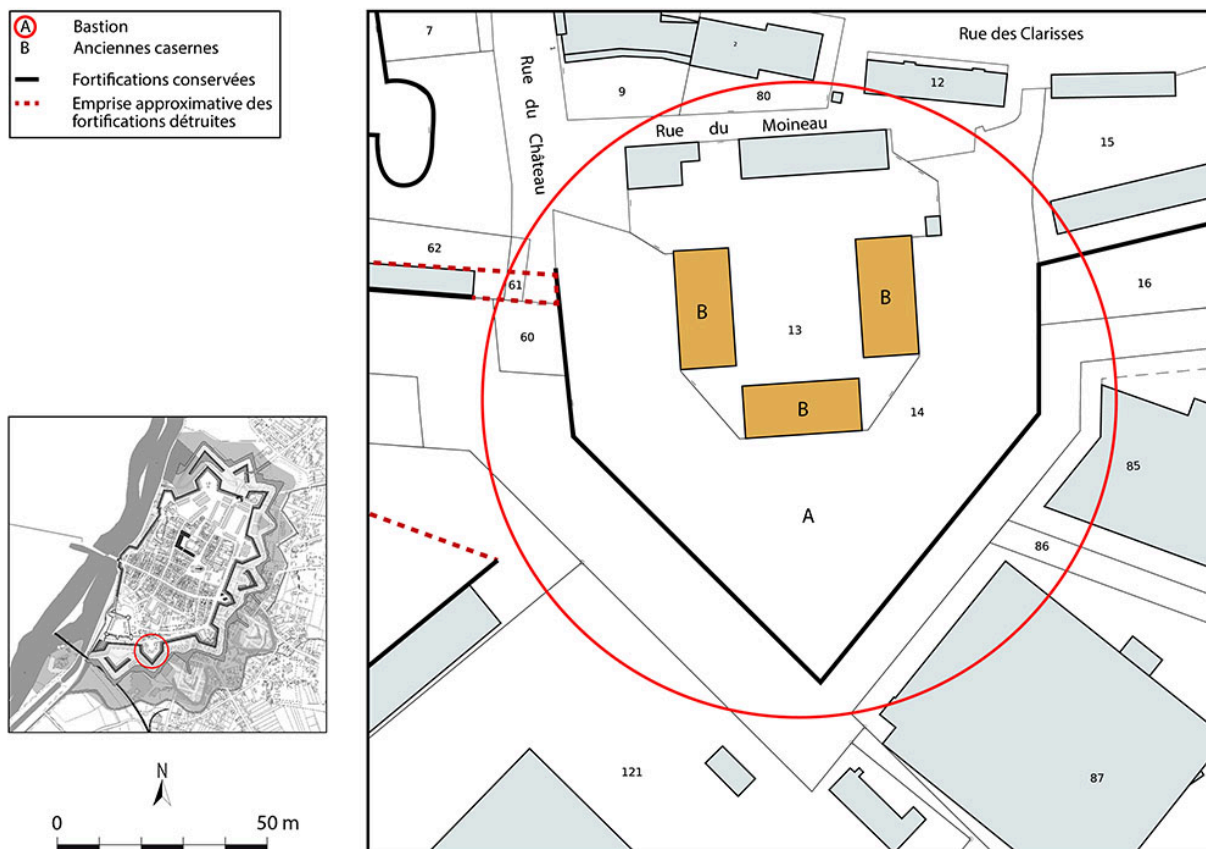 A Bastion
B Anciennes casernes
Fortifications conservées
Emprise approximative des
fortifications détruites
N
0 50 m
Rue des Clarisses
Rue du Château
Rue du Moineau
7
9
2
80
12
15
62
61
60
16
13
14
B
B
B
A
85
86
87
121